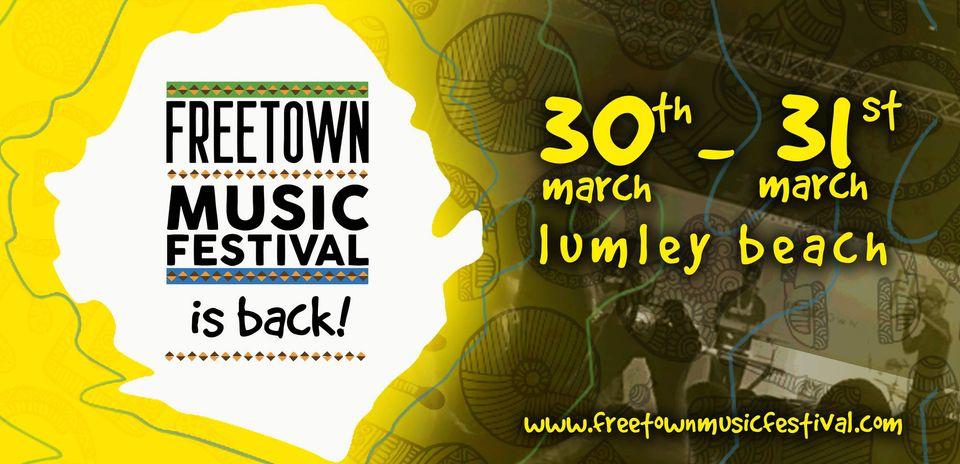 FREETOWN
MUSIC
FESTIVAL
is back!
30th - 31st
march march
lumley beach
www.freetownmusicfestival.com